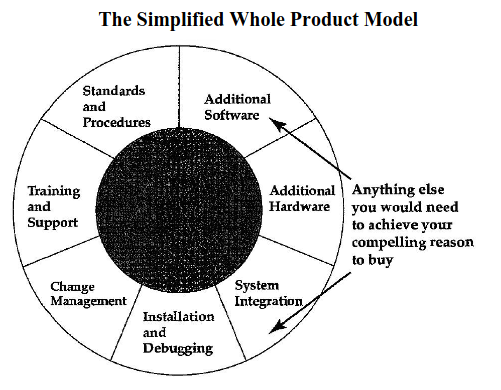 The Simplified Whole Product Model
Standards
and
Procedures
Additional
Software
Training
and
Support
Additional
Hardware
Anything else
you would need
to achieve your
compelling reason
to buy
Change
Management
System
Integration
Installation
and
Debugging